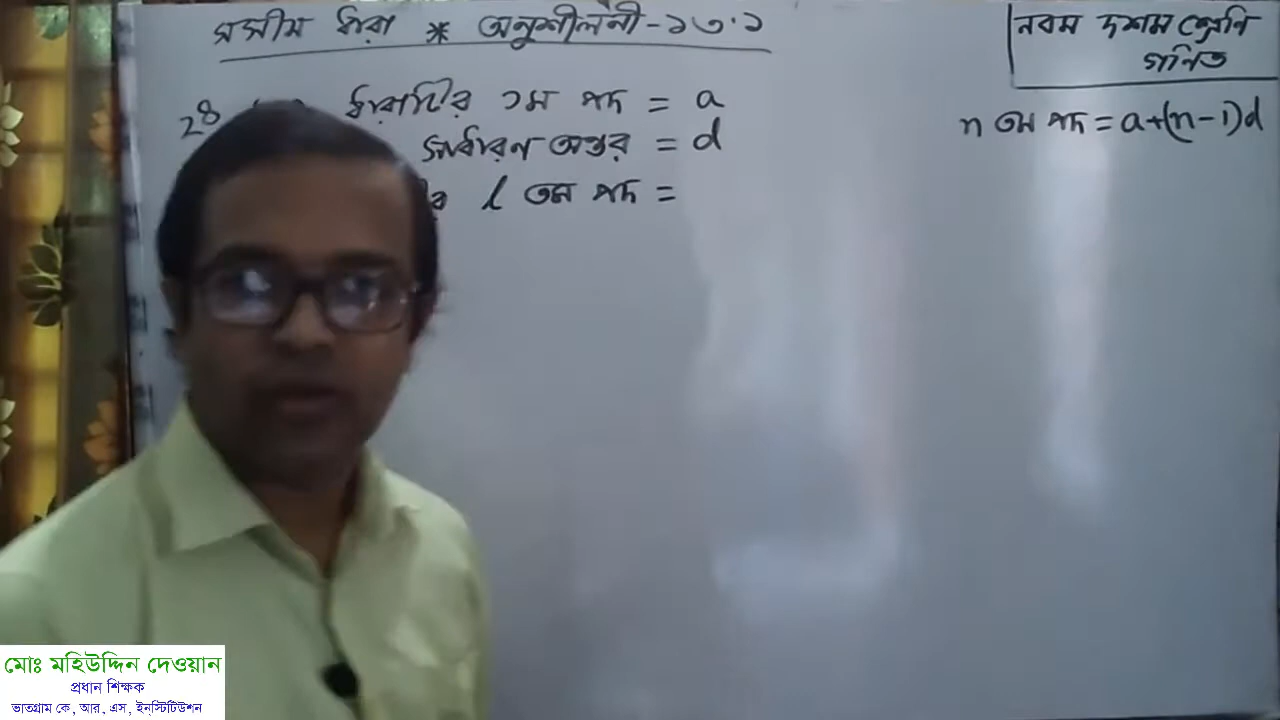 সসীম ধারা * অনুশীলনী-১৩.১
নবম দশম শ্রেণি
গণিত
ধারাটির ১ম পদ = a
সাধারণ অন্তর = d
l তম পদ =
n তম পদ = a+(n-1)d
মোঃ মহিউদ্দিন দেওয়ান
প্রধান শিক্ষক
ভাতগ্রাম কে, আর, এস, ইনস্টিটিউশন